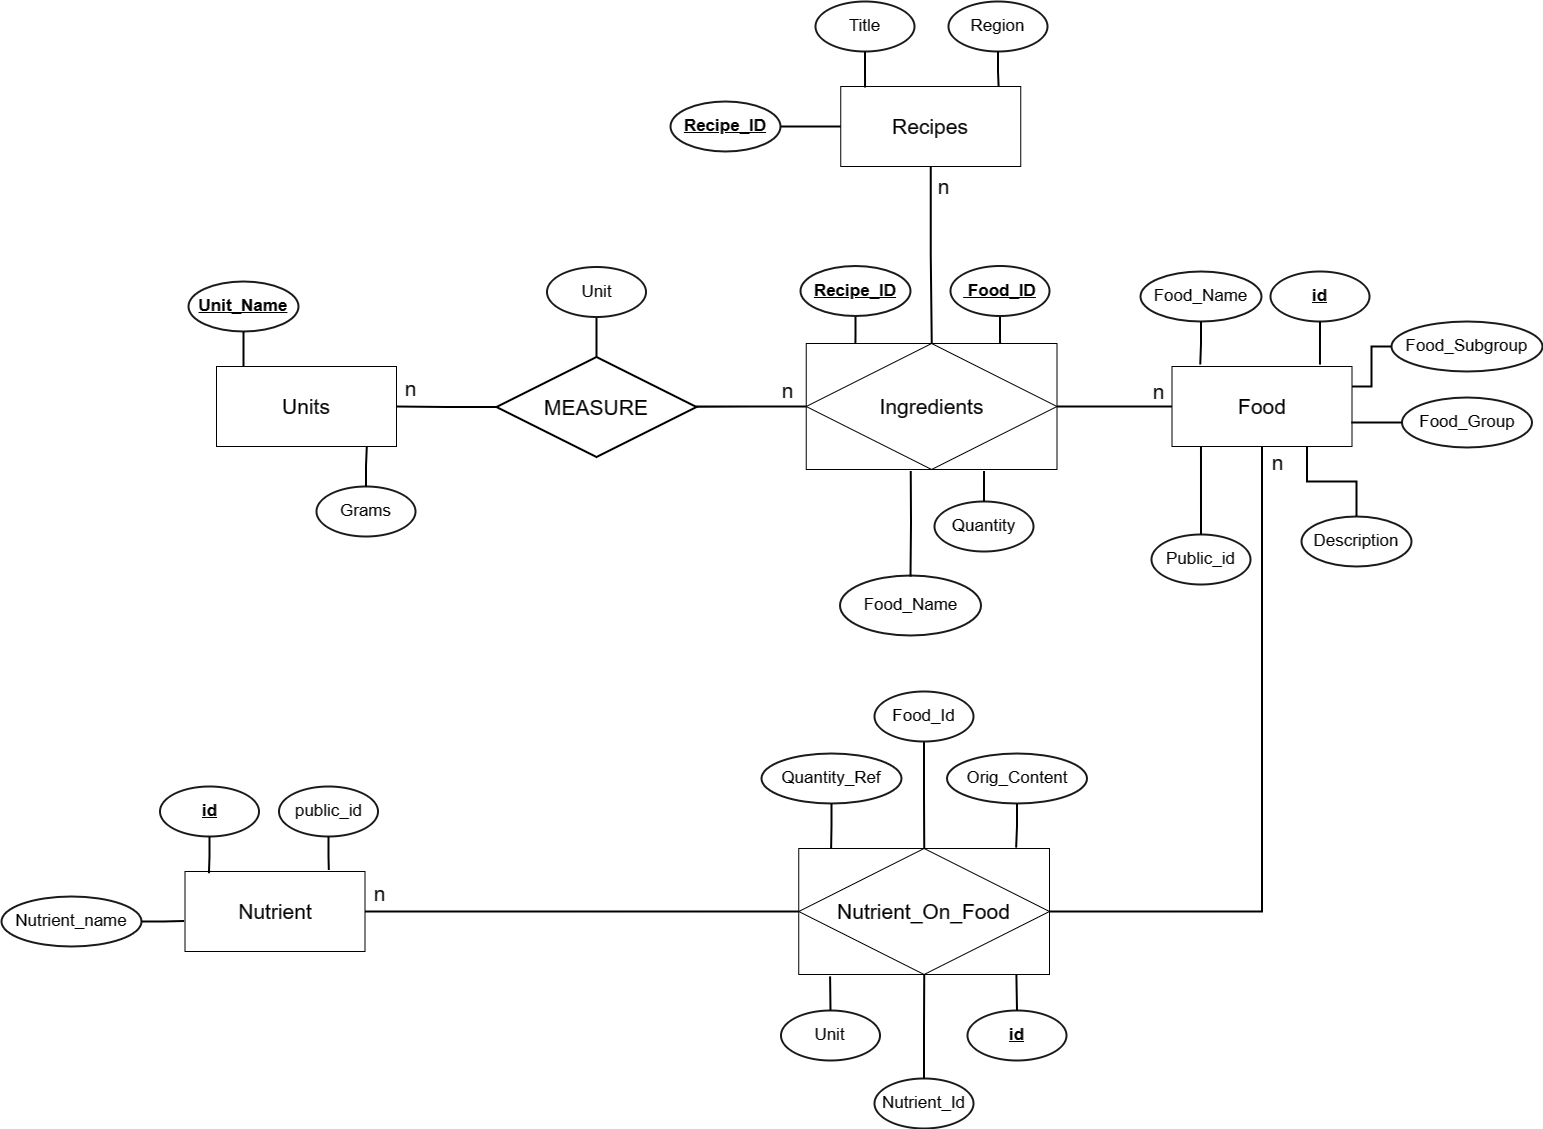 Title
Region
Recipe_ID
Recipes
n
Unit_Name
Unit
Recipe_ID
Food_ID
Food_Name
id
Food_Subgroup
Units
n
MEASURE
n
Ingredients
n
Food
Food_Group
n
Grams
Quantity
Description
Public_id
Food_Name
Food_Id
Quantity_Ref
Orig_Content
id
public_id
Nutrient_name
Nutrient
n
Nutrient_On_Food
Unit
id
Nutrient_Id